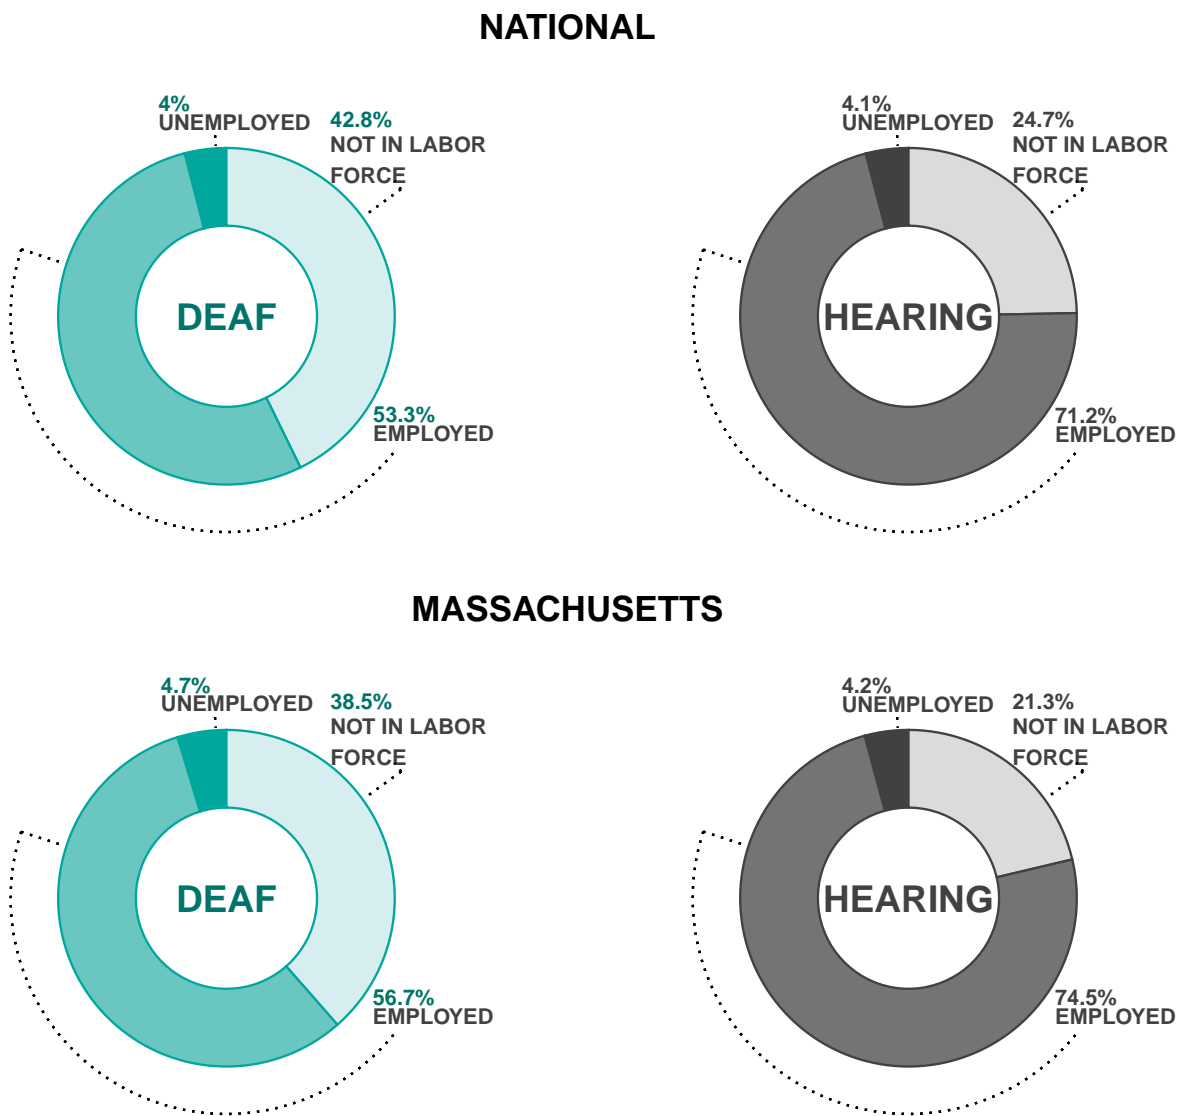 NATIONAL
4%
UNEMPLOYED
42.8%
NOT IN LABOR
FORCE
DEAF
53.3%
EMPLOYED
4.1%
UNEMPLOYED
24.7%
NOT IN LABOR
FORCE
HEARING
71.2%
EMPLOYED
MASSACHUSETTS
4.7%
UNEMPLOYED
38.5%
NOT IN LABOR
FORCE
DEAF
56.7%
EMPLOYED
4.2%
UNEMPLOYED
21.3%
NOT IN LABOR
FORCE
HEARING
74.5%
EMPLOYED